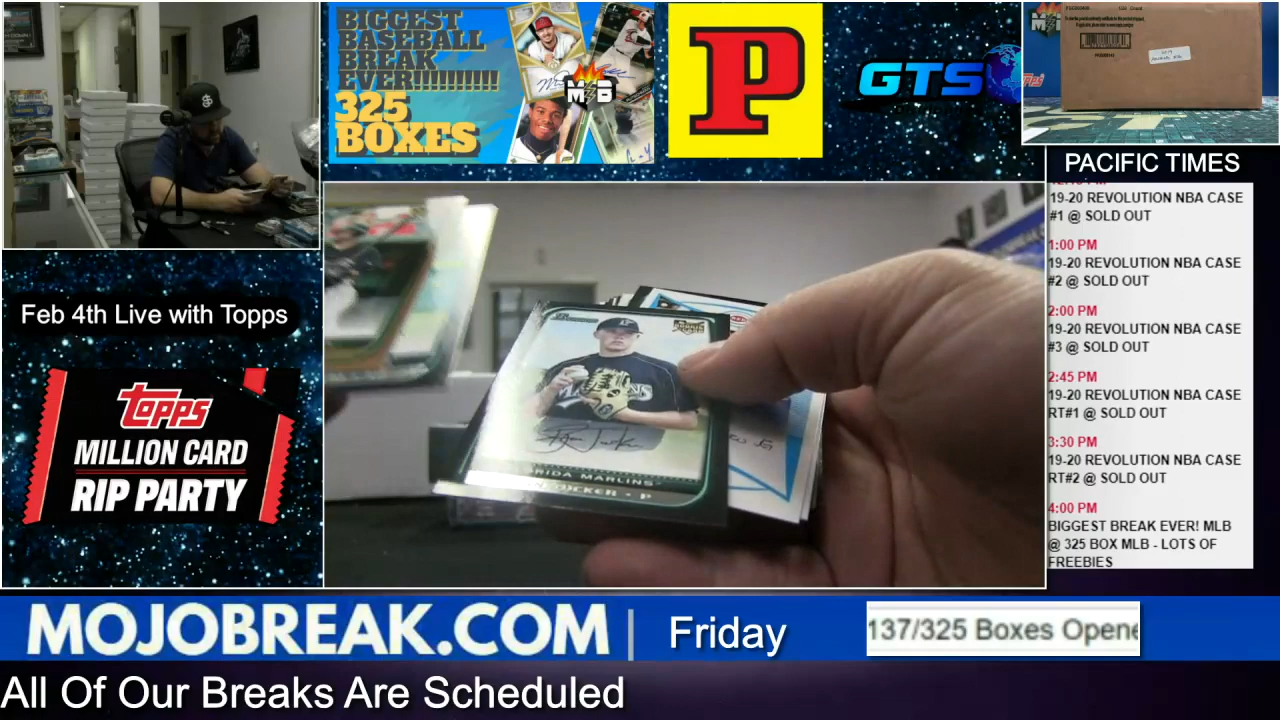 BIGGEST
BASEBALL
BREAK
EVER!!!!!!!!!!
325
BOXES
M B
P
GTS
PACIFIC TIMES
19-20 REVOLUTION NBA CASE
#1 @ SOLD OUT
1:00 PM
19-20 REVOLUTION NBA CASE
#2 @ SOLD OUT
2:00 PM
19-20 REVOLUTION NBA CASE
#3 @ SOLD OUT
2:45 PM
19-20 REVOLUTION NBA CASE
RT#1 @ SOLD OUT
3:30 PM
19-20 REVOLUTION NBA CASE
RT#2 @ SOLD OUT
4:00 PM
BIGGEST BREAK EVER! MLB
@ 325 BOX MLB - LOTS OF
FREEBIES
Feb 4th Live with Topps
topps
MILLION CARD
RIP PARTY
RIDA MARLINS
CKER • P
MOJOBREAK.COM
Friday
137/325 Boxes Opene
All Of Our Breaks Are Scheduled